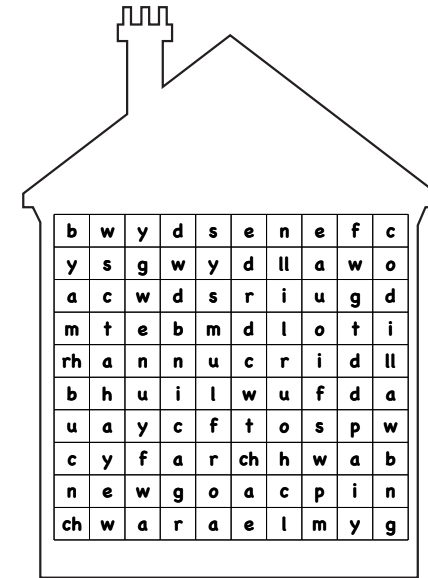 b w y d s e n e f c
y s g w y d ll a w o
a c w d s r i u g d
m t e b m d l o t i
rh a n n u c r i d ll
b h u i l w u f d a
u a y c f t o s p w
c y f a r ch h w a b
n e w g o a c p i n
ch w a r a e l m y g